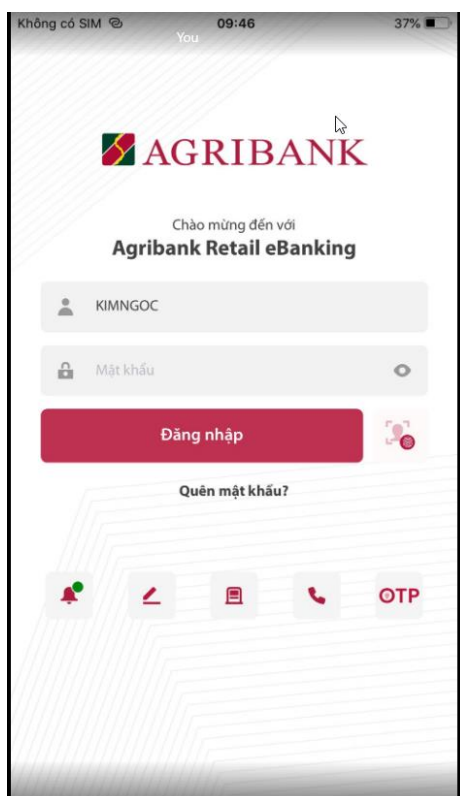 Không có SIM 09:46 37%
You
AGRIBANK
Chào mừng đến với
Agribank Retail eBanking
KIMNGOC
Mật khẩu
Đăng nhập
Quên mật khẩu?
OTP